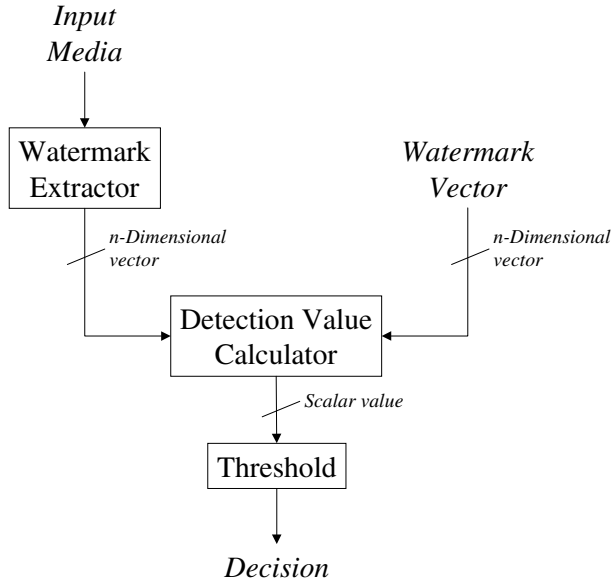 Input
Media
Watermark
Extractor
Watermark
Vector
n-Dimensional
vector
n-Dimensional
vector
Detection Value
Calculator
Scalar value
Threshold
Decision